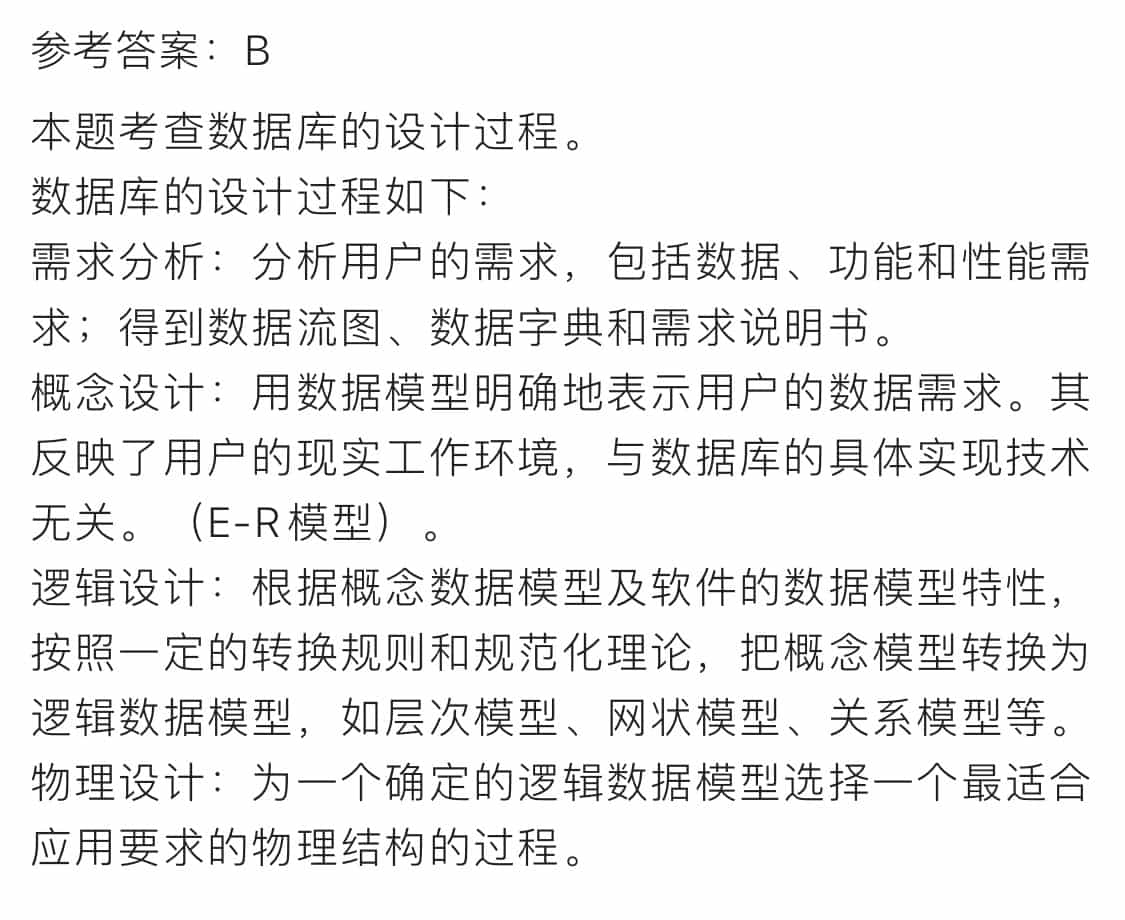 参考答案：B
本题考查数据库的设计过程。
数据库的设计过程如下：
需求分析：分析用户的需求，包括数据、功能和性能需
求；得到数据流图、数据字典和需求说明书。
概念设计：用数据模型明确地表示用户的数据需求。其
反映了用户的现实工作环境，与数据库的具体实现技术
无关。（E-R模型）。
逻辑设计：根据概念数据模型及软件的数据模型特性，
按照一定的转换规则和规范化理论，把概念模型转换为
逻辑数据模型，如层次模型、网状模型、关系模型等。
物理设计：为一个确定的逻辑数据模型选择一个最适合
应用要求的物理结构的过程。